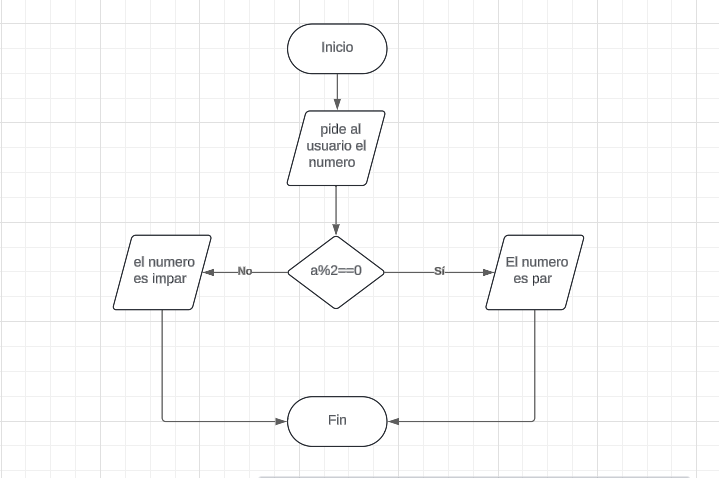 Inicio
pide al
usuario el
numero
el numero
es impar
No
a%2==0
Sí
El numero
es par
Fin